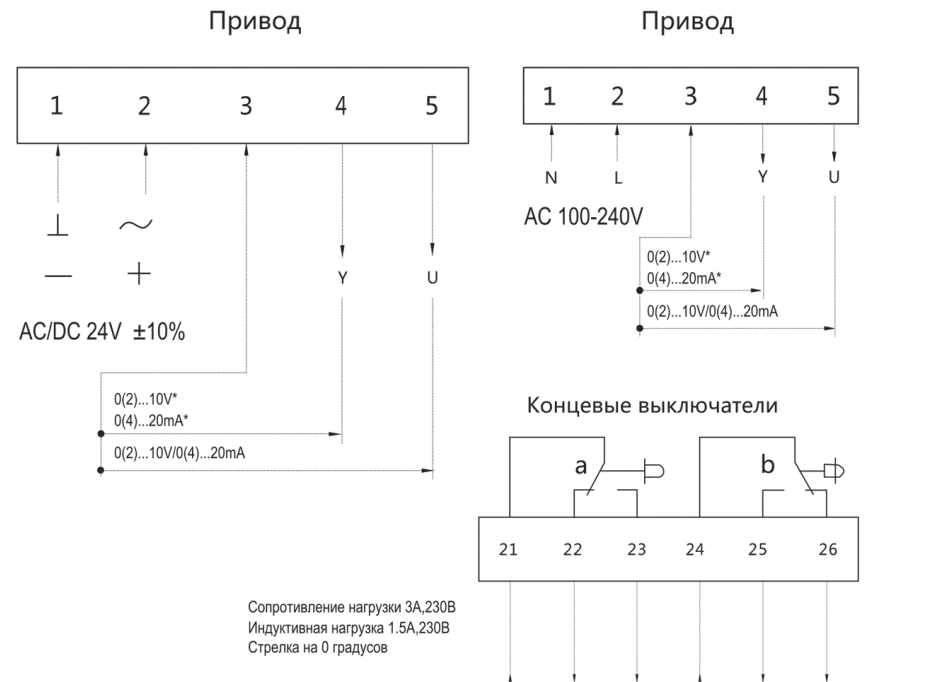 Привод
1 2 3 4 5
Y U
AC/DC 24V ±10%
0(2)...10V*
0(4)...20mA*
0(2)...10V/0(4)...20mA
Привод
1 2 3 4 5
N L Y U
AC 100-240V
0(2)...10V*
0(4)...20mA*
0(2)...10V/0(4)...20mA
Концевые выключатели
a b
21 22 23 24 25 26
Сопротивление нагрузки 3А,230В
Индуктивная нагрузка 1.5А,230В
Стрелка на 0 градусов